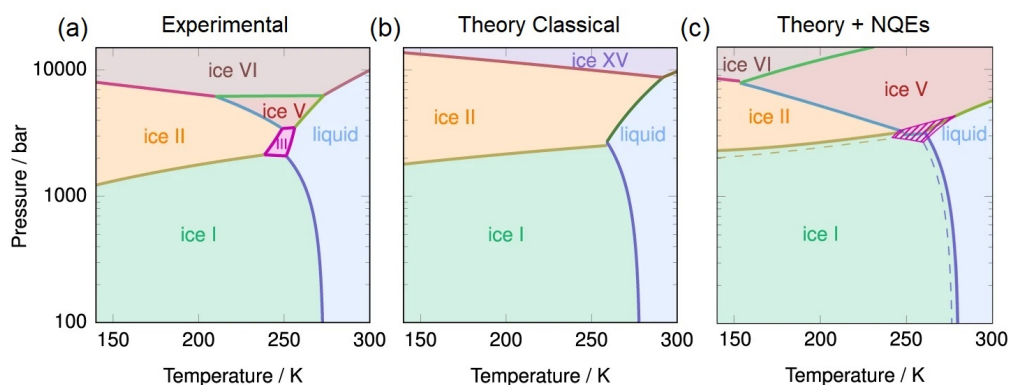 (a) Experimental
(b) Theory Classical
(c) Theory + NQEs
Pressure / bar
10000
1000
100
150
200
250
300
Temperature / K
ice VI
ice V
ice II
III
liquid
ice I
150
200
250
300
Temperature / K
ice XV
ice II
liquid
ice I
150
200
250
300
Temperature / K
ice VI
ice V
ice II
liquid
ice I